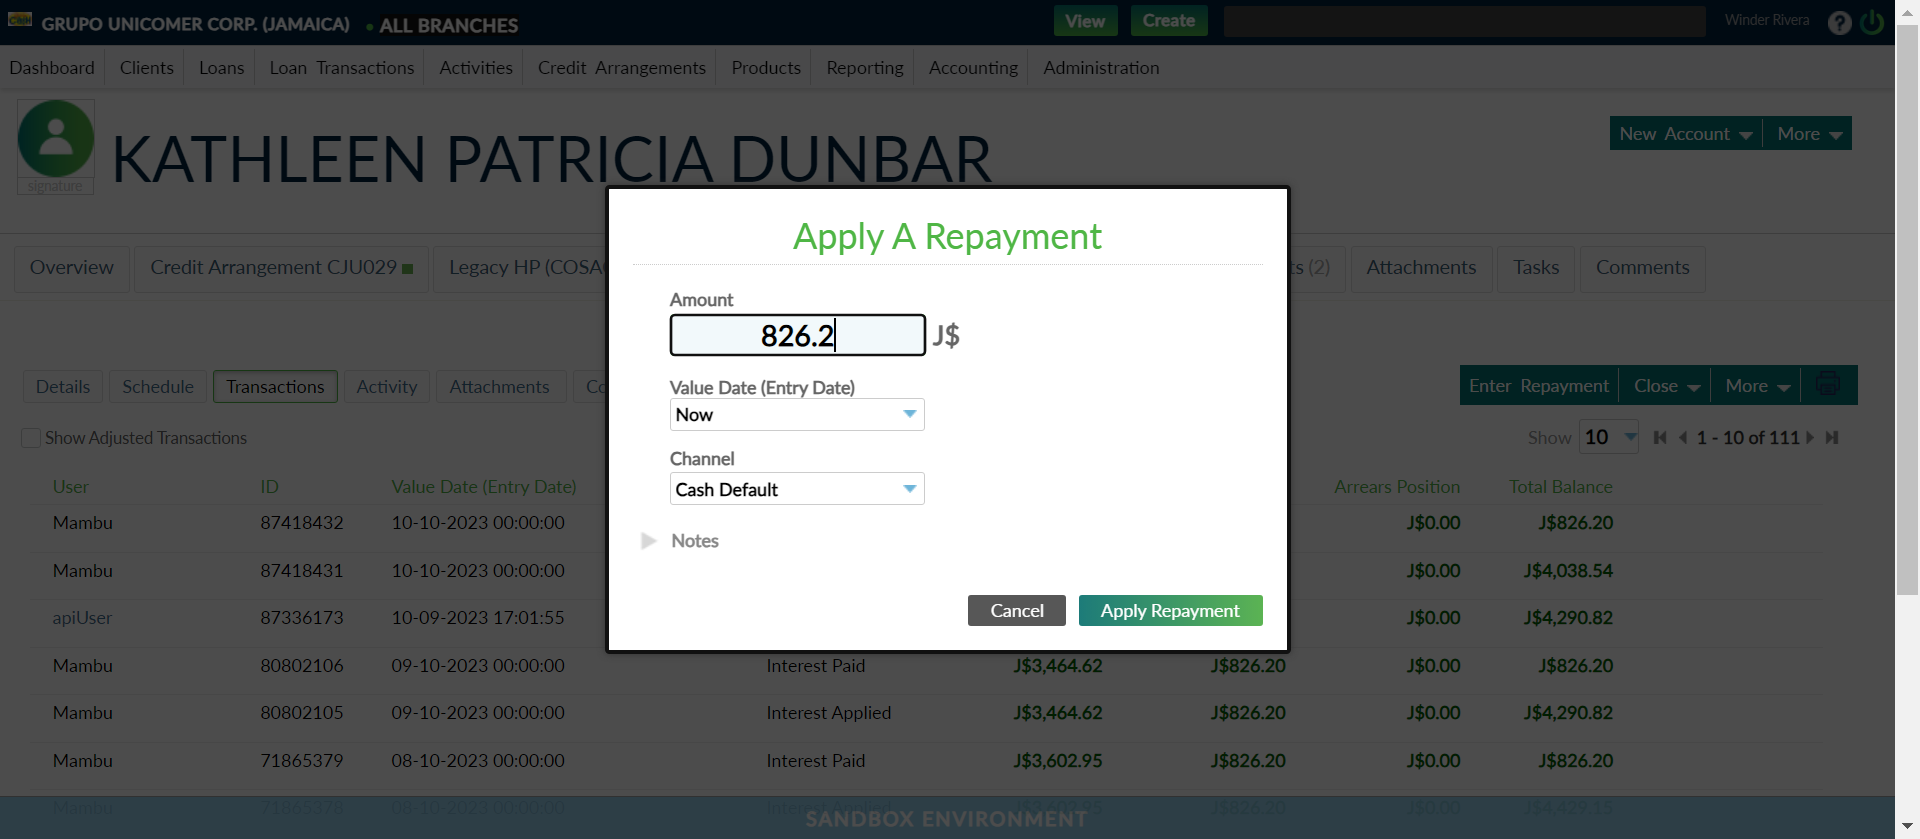 GRUPO UNICOMER CORP. (JAMAICA) ALL BRANCHES View Create Winder Rivera ?
Dashboard Clients Loans Loan Transactions Activities Credit Arrangements Products Reporting Accounting Administration
signature
KATHLEEN PATRICIA DUNBAR
New Account More
Overview Credit Arrangement CJU029 Legacy HP (COSA ts (2) Attachments Tasks Comments
Apply A Repayment
Amount
826.2 J$
Value Date (Entry Date)
Now
Channel
Cash Default
Notes
Cancel Apply Repayment
Details Schedule Transactions Activity Attachments Co Enter Repayment Close More
Show Adjusted Transactions Show 10 1 - 10 of 111
User ID Value Date (Entry Date) Arrears Position Total Balance
Mambu 87418432 10-10-2023 00:00:00 J$0.00 J$826.20
Mambu 87418431 10-10-2023 00:00:00 J$0.00 J$4,038.54
apiUser 87336173 10-09-2023 17:01:55 J$0.00 J$4,290.82
Mambu 80802106 09-10-2023 00:00:00 Interest Paid J$3,464.62 J$826.20 J$0.00 J$826.20
Mambu 80802105 09-10-2023 00:00:00 Interest Applied J$3,464.62 J$826.20 J$0.00 J$4,290.82
Mambu 71865379 08-10-2023 00:00:00 Interest Paid J$3,602.95 J$826.20 J$0.00 J$826.20
Mambu 71865378 08-10-2023 00:00:00 Interest Applied J$3,602.95 J$826.20 J$0.00 J$4,429.15
SANDBOX ENVIRONMENT